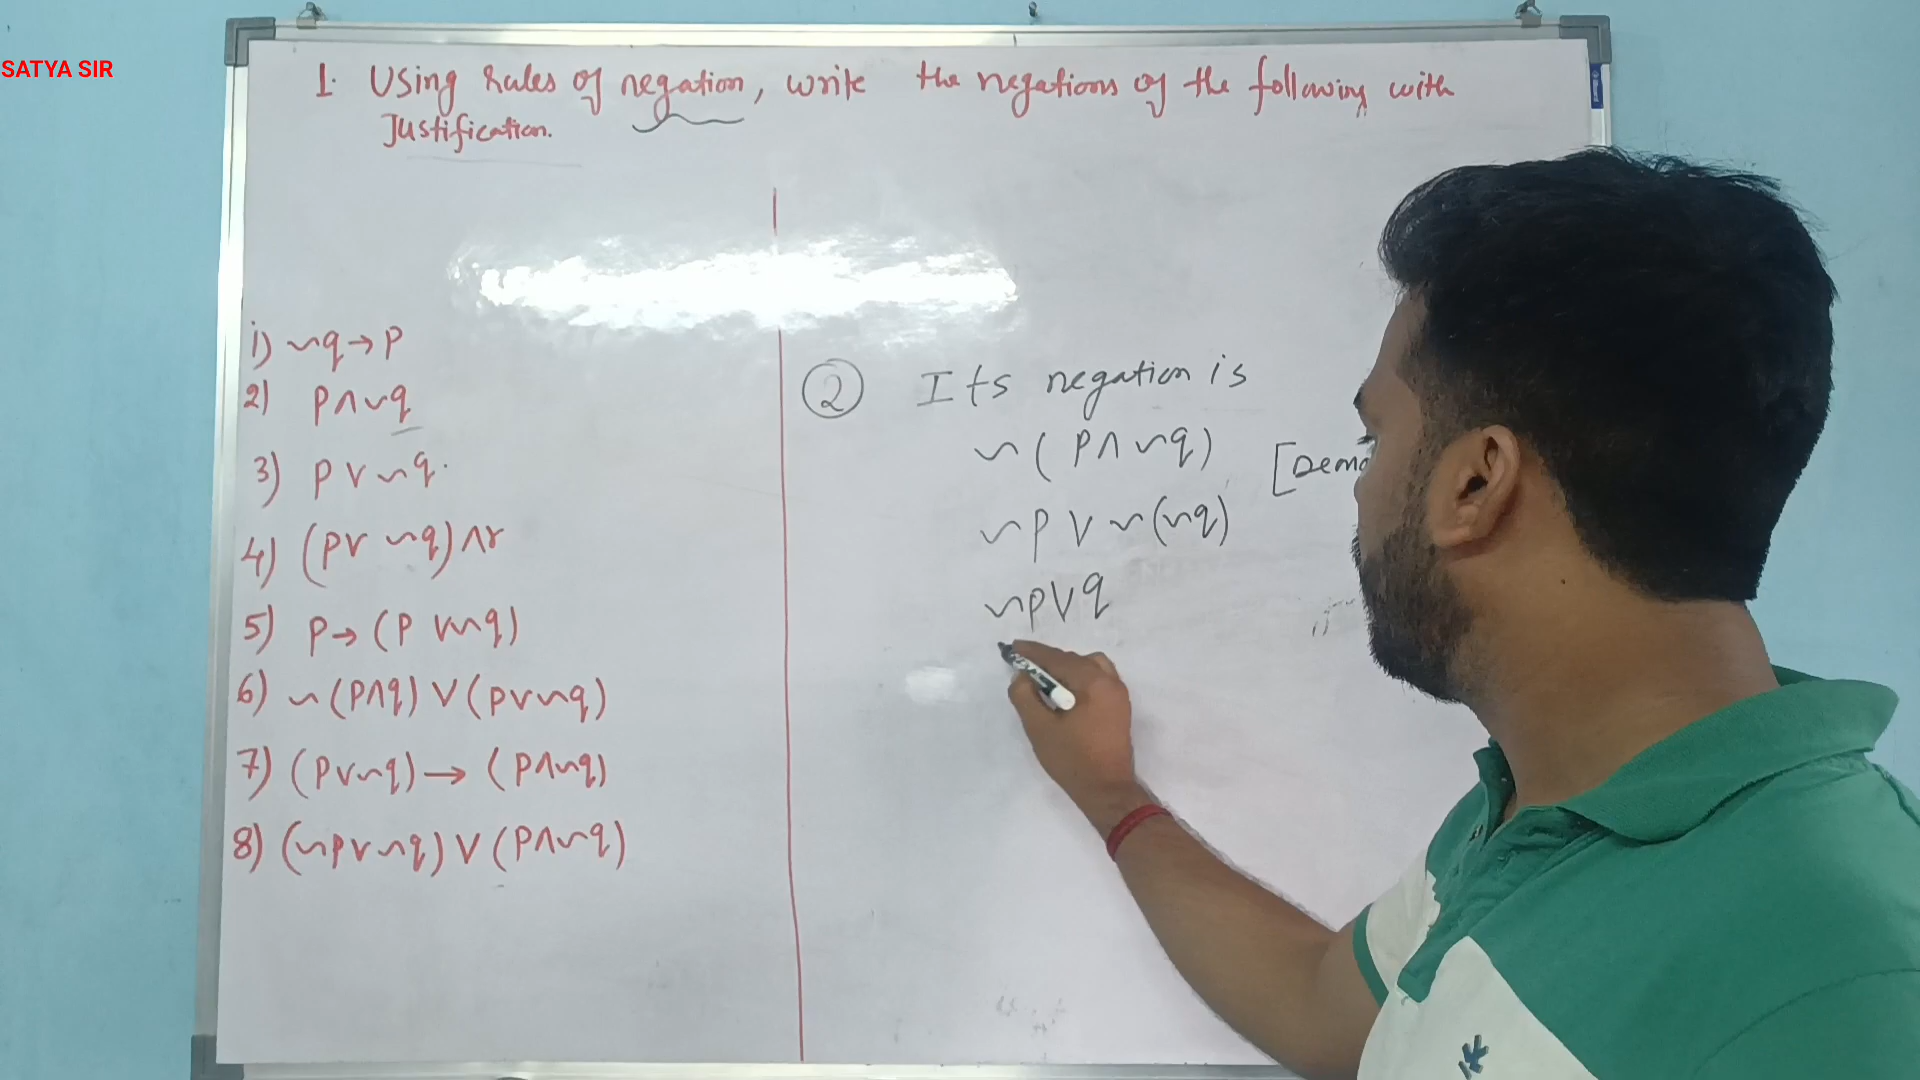 SATYA SIR
1. Using rules of negation, write the negations of the following with
Justification.
i) ~q→p
2) p∧~q
3) p∨~q.
4) (p∨ ~q)∧r
5) p→(p ∨~q)
6) ~(p∧q) ∨ (p∨~q)
7) (p∨~q)→ (p∧~q)
8) (~p∨~q) ∨ (p∧~q)
② Its negation is
~(p∧~q) [Demo
~p ∨ ~(~q)
~p∨q